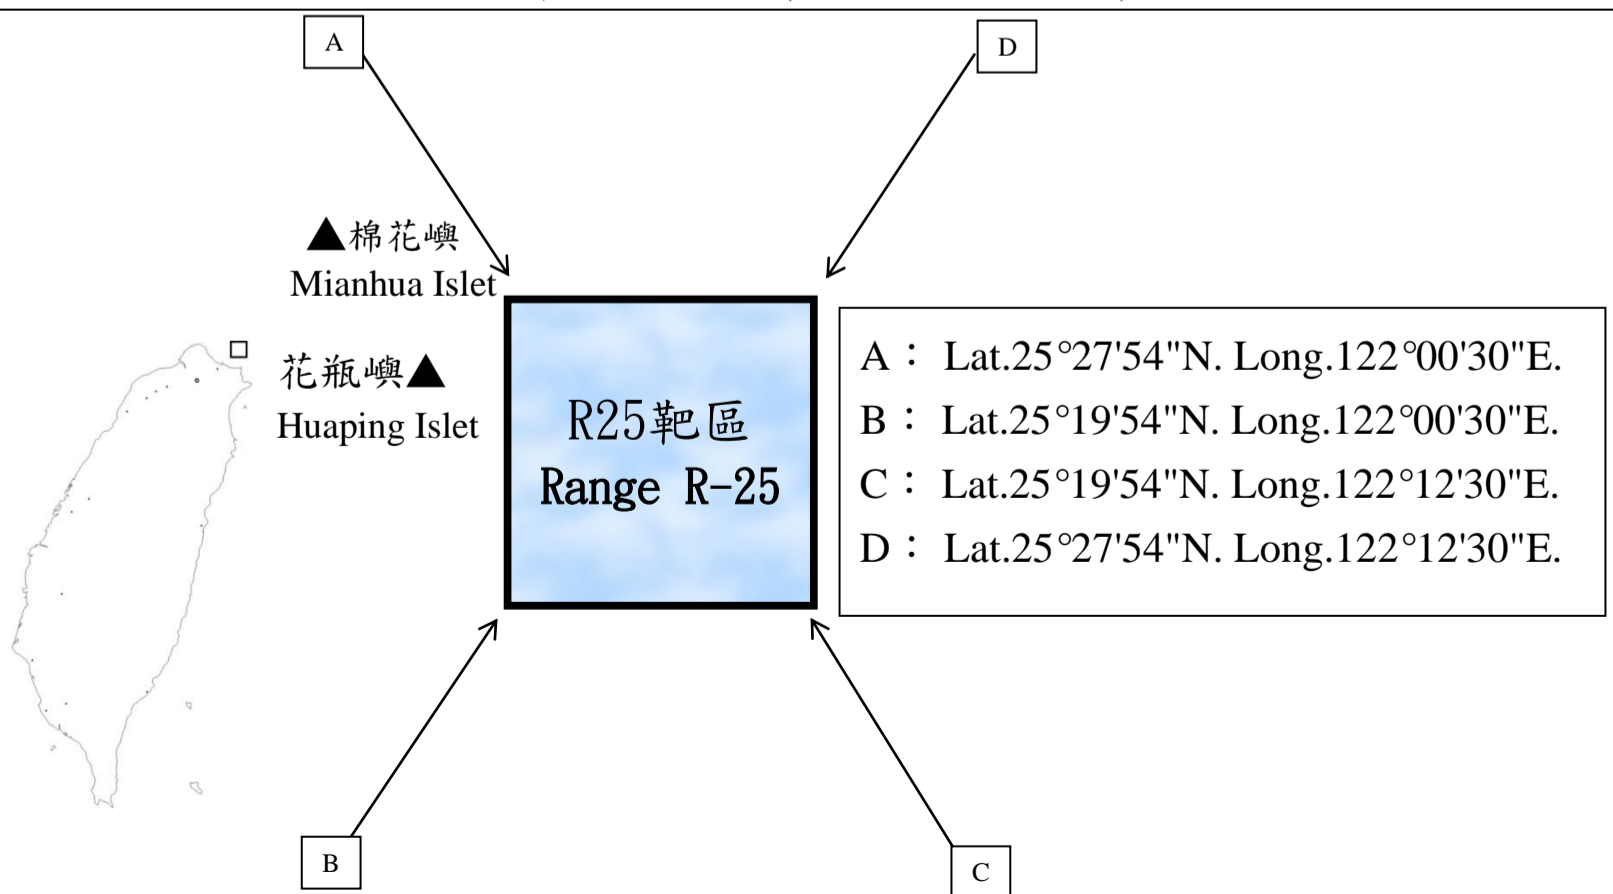 A
D
▲棉花嶼
Mianhua Islet
花瓶嶼▲
Huaping Islet
R25靶區
Range R-25
A： Lat.25°27'54"N. Long.122°00'30"E.
B： Lat.25°19'54"N. Long.122°00'30"E.
C： Lat.25°19'54"N. Long.122°12'30"E.
D： Lat.25°27'54"N. Long.122°12'30"E.
B
C